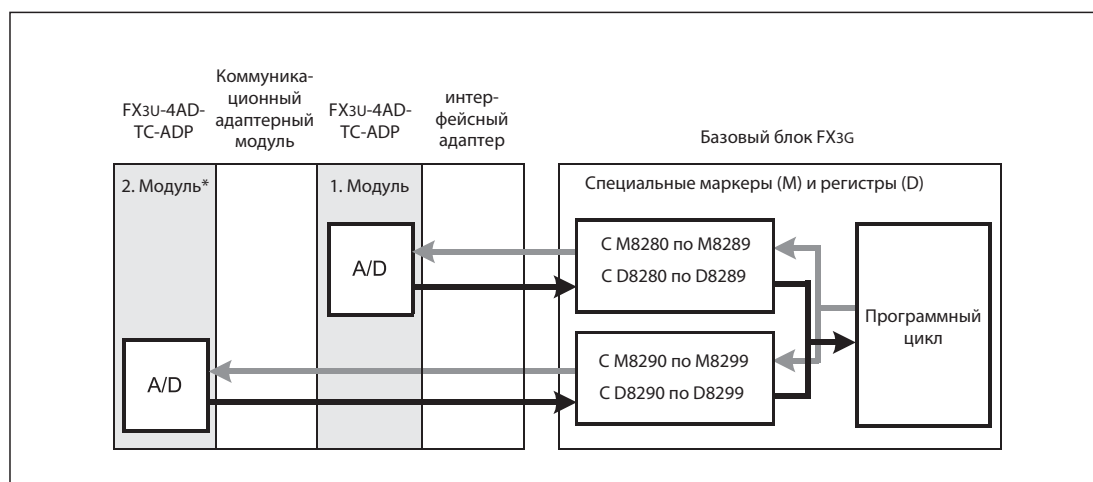 FX3U-4AD-
TC-ADP
Коммуника-
ционный
адаптерный
модуль
FX3U-4AD-
TC-ADP
интер-
фейсный
адаптер
Базовый блок FX3G
2. Модуль*
1. Модуль
Специальные маркеры (M) и регистры (D)
A/D
С M8280 по M8289
С D8280 по D8289
Программный
цикл
A/D
С M8290 по M8299
С D8290 по D8299